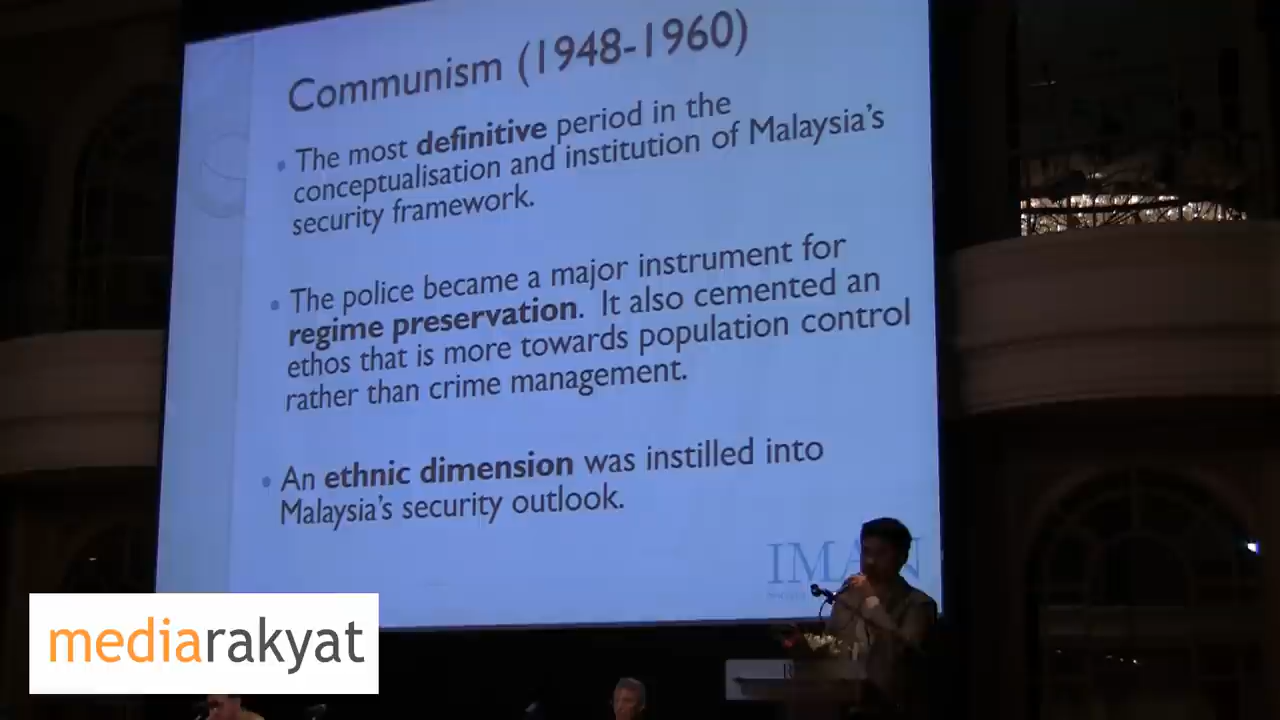 Communism (1948-1960)
• The most definitive period in the
conceptualisation and institution of Malaysia's
security framework.
• The police became a major instrument for
regime preservation. It also cemented an
ethos that is more towards population control
rather than crime management.
• An ethnic dimension was instilled into
Malaysia's security outlook.
mediarakyat